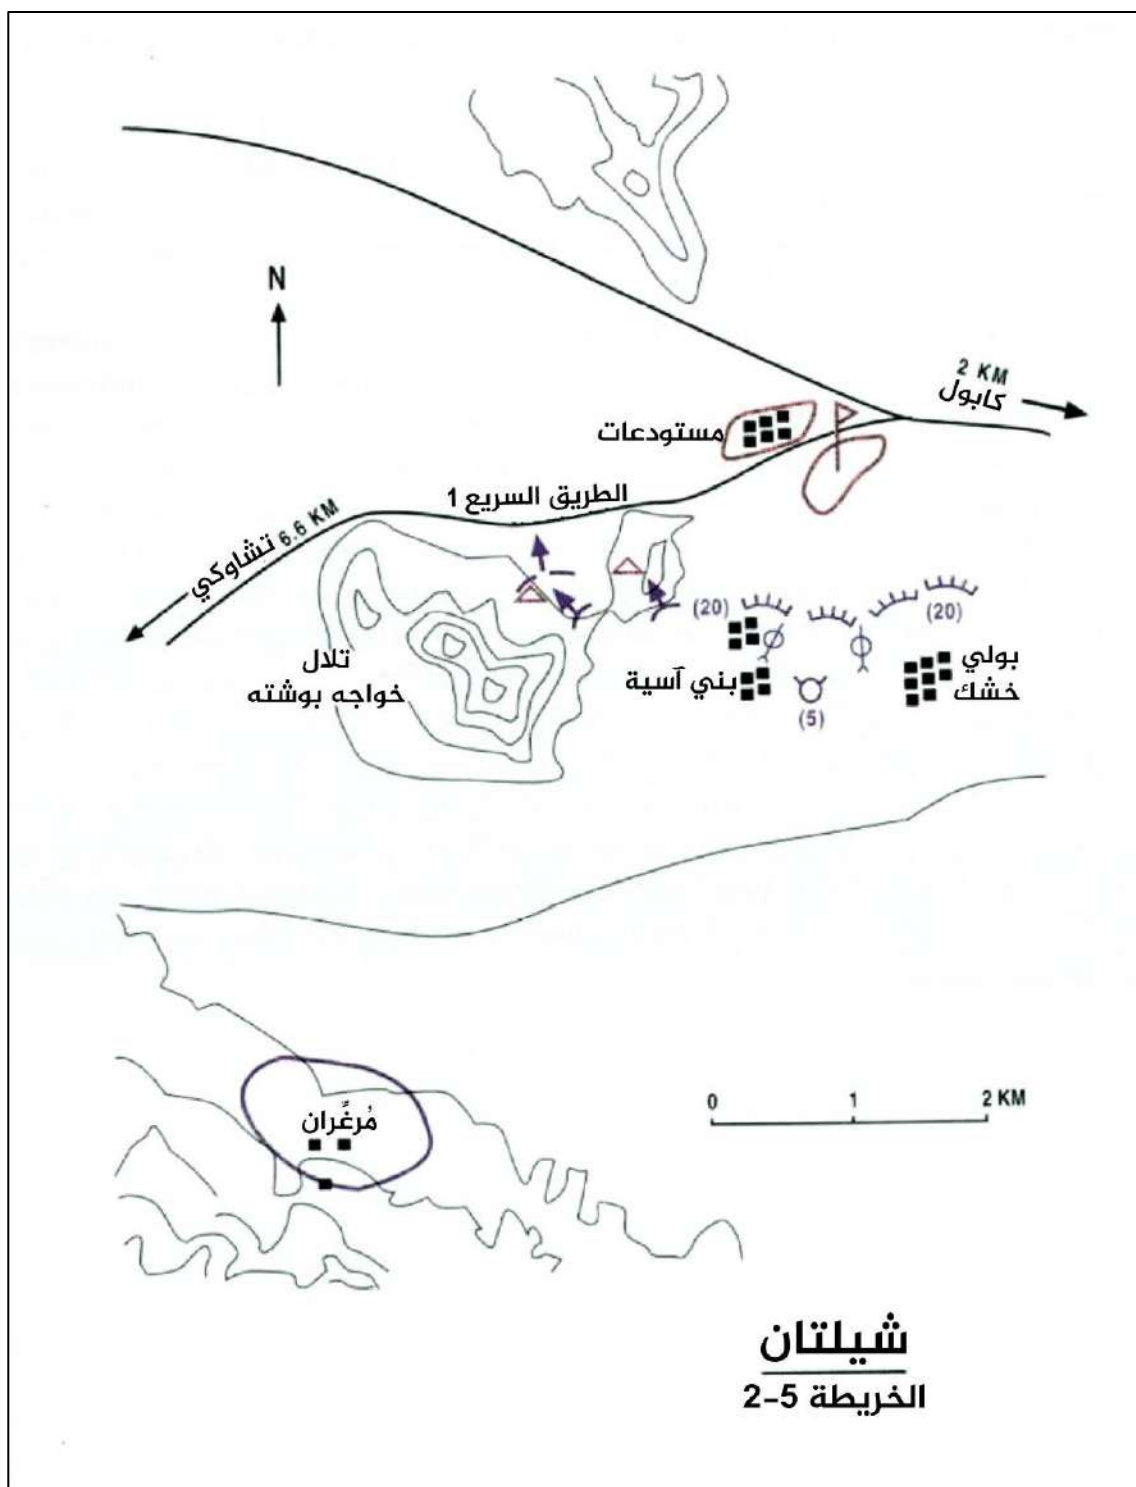 N
2 KM
كابول
مستودعات
الطريق السريع 1
تشاوكي 6.6 KM
(20)
(20)
تلال
خواجه بوشته
بني آسية
بولي
خشك
(5)
مُرغِّران
0 1 2 KM
شيلتان
الخريطة 5-2